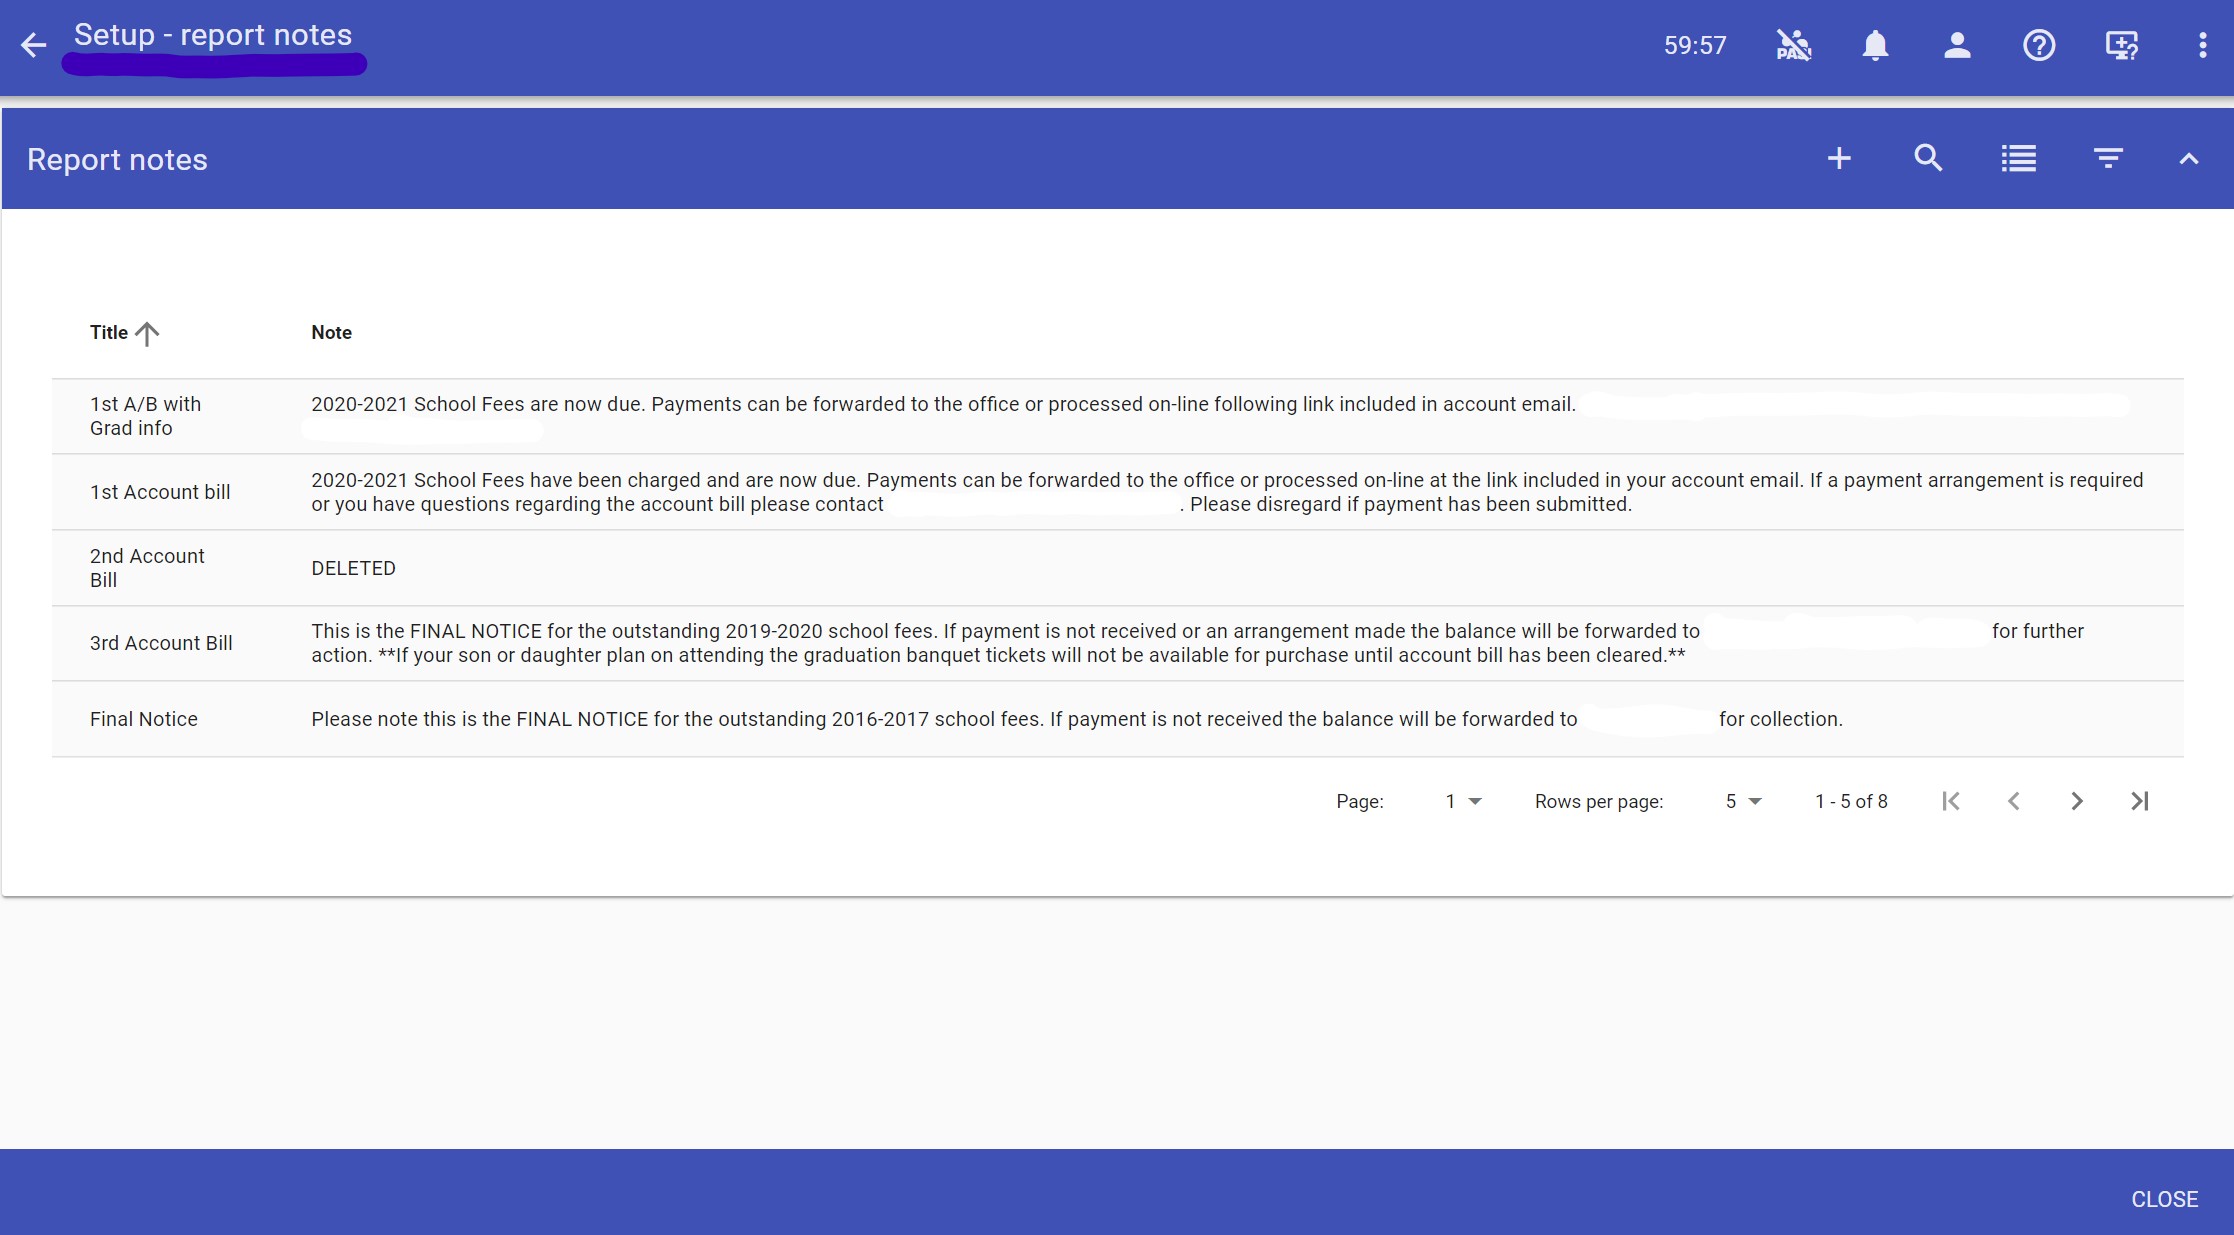 Setup - report notes
59:57
PAS!
Report notes
Title Note
1st A/B with
Grad info
2020-2021 School Fees are now due. Payments can be forwarded to the office or processed on-line following link included in account email.
1st Account bill
2020-2021 School Fees have been charged and are now due. Payments can be forwarded to the office or processed on-line at the link included in your account email. If a payment arrangement is required
or you have questions regarding the account bill please contact . Please disregard if payment has been submitted.
2nd Account
Bill
DELETED
3rd Account Bill
This is the FINAL NOTICE for the outstanding 2019-2020 school fees. If payment is not received or an arrangement made the balance will be forwarded to for further
action. **If your son or daughter plan on attending the graduation banquet tickets will not be available for purchase until account bill has been cleared.**
Final Notice
Please note this is the FINAL NOTICE for the outstanding 2016-2017 school fees. If payment is not received the balance will be forwarded to for collection.
Page: 1 Rows per page: 5 1 - 5 of 8
CLOSE